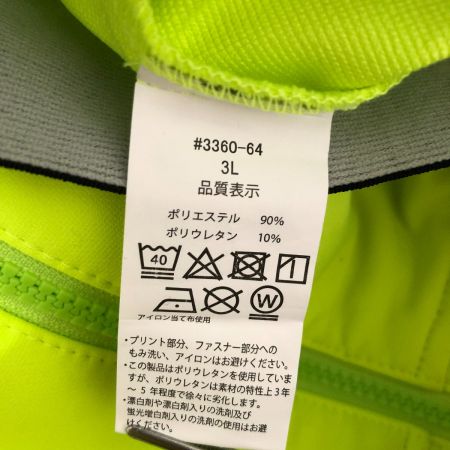 #3360-64
3L
品質表示
ポリエステル 90%
ポリウレタン 10%
40
W
アイロン当て布使用
・プリント部分、ファスナー部分への
もみ洗い、アイロンはお避けください。
・この製品はポリウレタンを使用していま
すが、ポリウレタンは素材の特性上3年
～5年程度で徐々に劣化します。
・漂白剤や漂白剤入りの洗剤及び
蛍光増白剤入りの洗剤の使用はお避
けください。